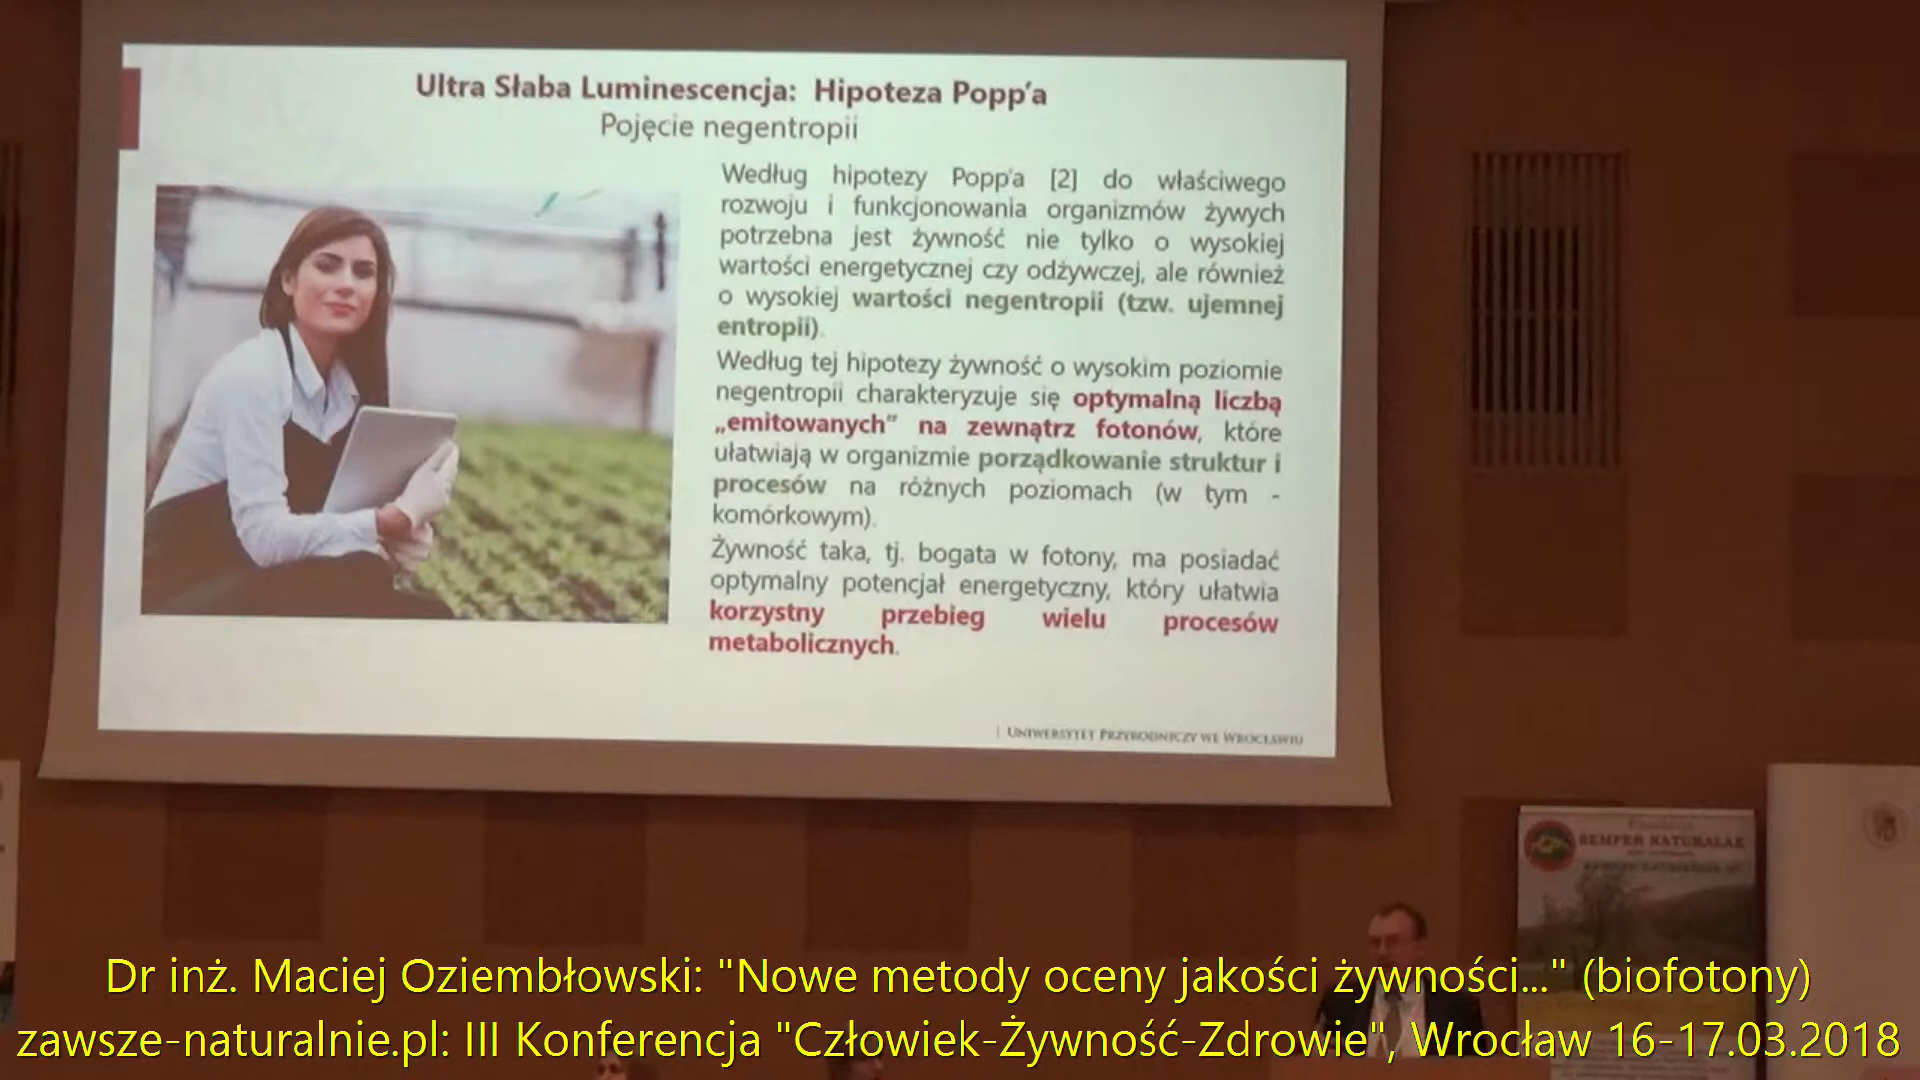 Ultra Słaba Luminescencja: Hipoteza Popp'a
Pojęcie negentropii
Według hipotezy Popp'a [2] do właściwego
rozwoju i funkcjonowania organizmów żywych
potrzebna jest żywność nie tylko o wysokiej
wartości energetycznej czy odżywczej, ale również
o wysokiej wartości negentropii (tzw. ujemnej
entropii).
Według tej hipotezy żywność o wysokim poziomie
negentropii charakteryzuje się optymalną liczbą
„emitowanych" na zewnątrz fotonów, które
ułatwiają w organizmie porządkowanie struktur i
procesów na różnych poziomach (w tym -
komórkowym).
Żywność taka, tj. bogata w fotony, ma posiadać
optymalny potencjał energetyczny, który ułatwia
korzystny przebieg wielu procesów
metabolicznych.
Uniwersytet Przyrodniczy we Wrocławiu
SEMPER NATURALAE
Dr inż. Maciej Oziembłowski: "Nowe metody oceny jakości żywności..." (biofotony)
zawsze-naturalnie.pl: III Konferencja "Człowiek-Żywność-Zdrowie", Wrocław 16-17.03.2018